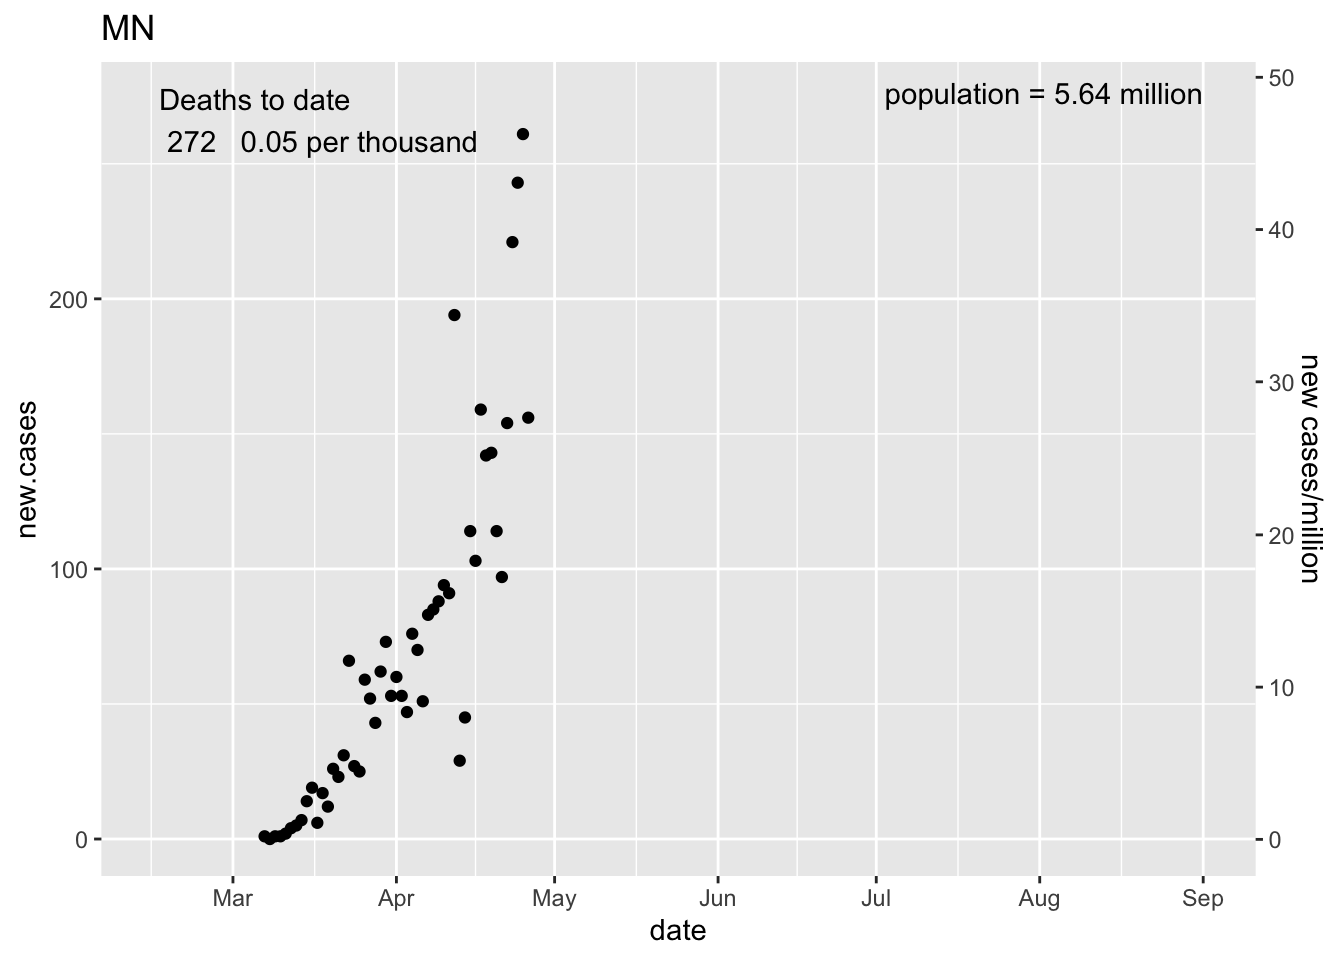 MN
Deaths to date
272 0.05 per thousand
population = 5.64 million
new.cases
200
100
0
50
40
30
20
10
0
new cases/million
Mar Apr May Jun Jul Aug Sep
date